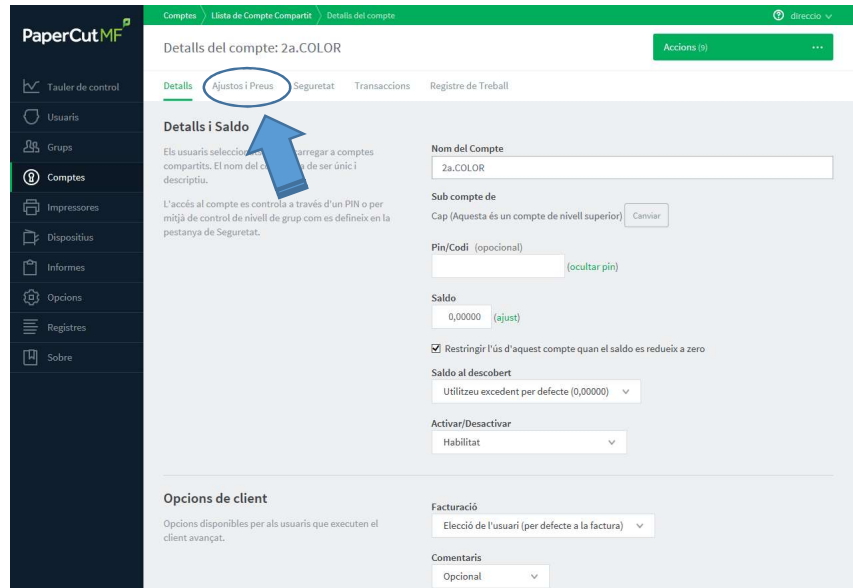 PaperCutMF
Comptes Llista de Compte Compartit Detalls del compte
direccio
Detalls del compte: 2a.COLOR
Accions (9)
Tauler de control
Usuaris
Grups
Comptes
Impressores
Dispositius
Informes
Opcions
Registres
Sobre
Detalls Ajustos i Preus Seguretat Transaccions Registre de Treball
Detalls i Saldo
Els usuaris carregar a comptes
compartits. El nom del de ser únic i
descriptiu.
L'accés al compte es controla a través d'un PIN o per
mitjà de control de nivell de grup com es defineix en la
pestanya de Seguretat.
Nom del Compte
2a.COLOR
Sub compte de
Cap (Aquesta és un compte de nivell superior) Canviar
Pin/Codi (opocional)
(ocultar pin)
Saldo
0,00000 (ajust)
Restringir l'ús d'aquest compte quan el saldo es redueix a zero
Saldo al descobert
Utilitzeu excedent per defecte (0,00000)
Activar/Desactivar
Habilitat
Opcions de client
Opcions disponibles per als usuaris que executen el
client avançat.
Facturació
Elecció de l'usuari (per defecte a la factura)
Comentaris
Opcional